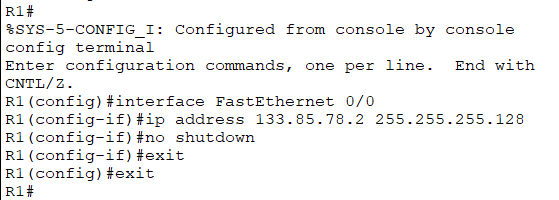 R1#
%SYS-5-CONFIG_I: Configured from console by console
config terminal
Enter configuration commands, one per line.  End with
CNTL/Z.
R1(config)#interface FastEthernet 0/0
R1(config-if)#ip address 133.85.78.2 255.255.255.128
R1(config-if)#no shutdown
R1(config-if)#exit
R1(config)#exit
R1#